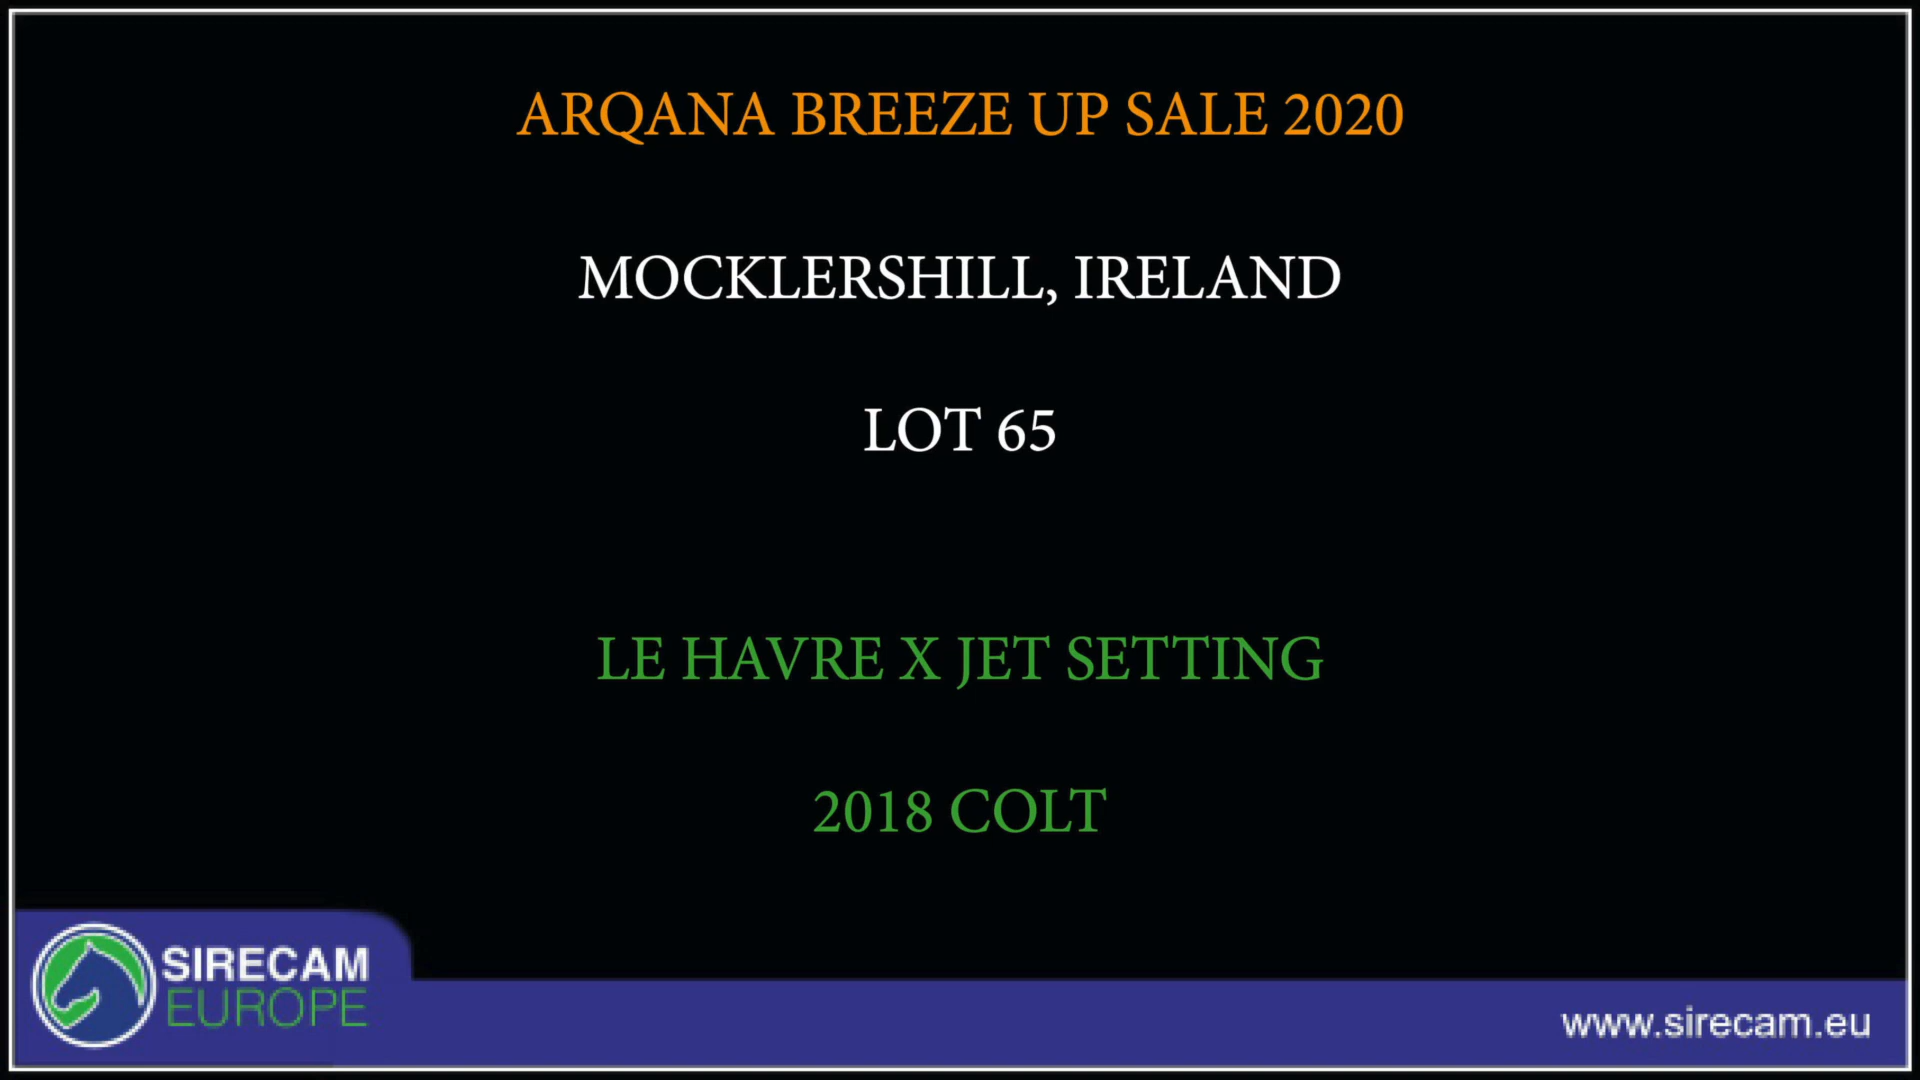 ARQANA BREEZE UP SALE 2020
MOCKLERSHILL, IRELAND
LOT 65
LE HAVRE X JET SETTING
2018 COLT
SIRECAM
EUROPE
www.sirecam.eu